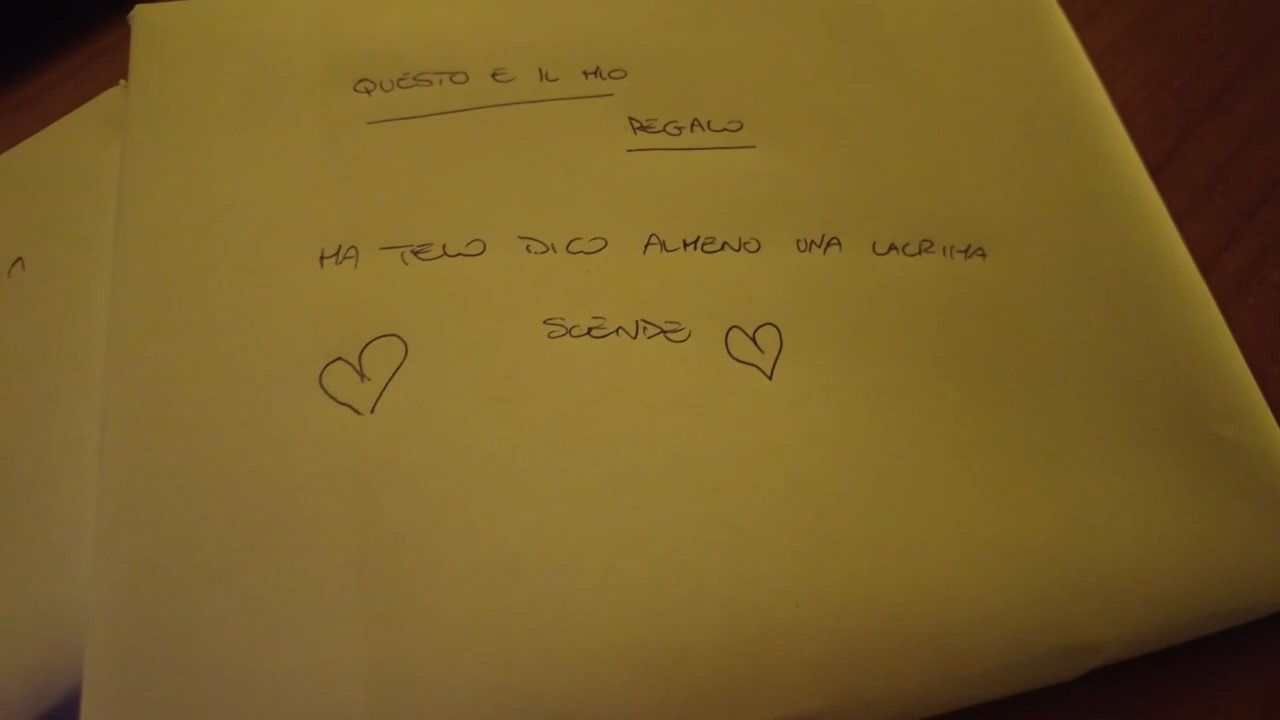 QUESTO E IL MIO
REGALO
MA TELO DICO ALMENO UNA LACRIMA
SCENDE